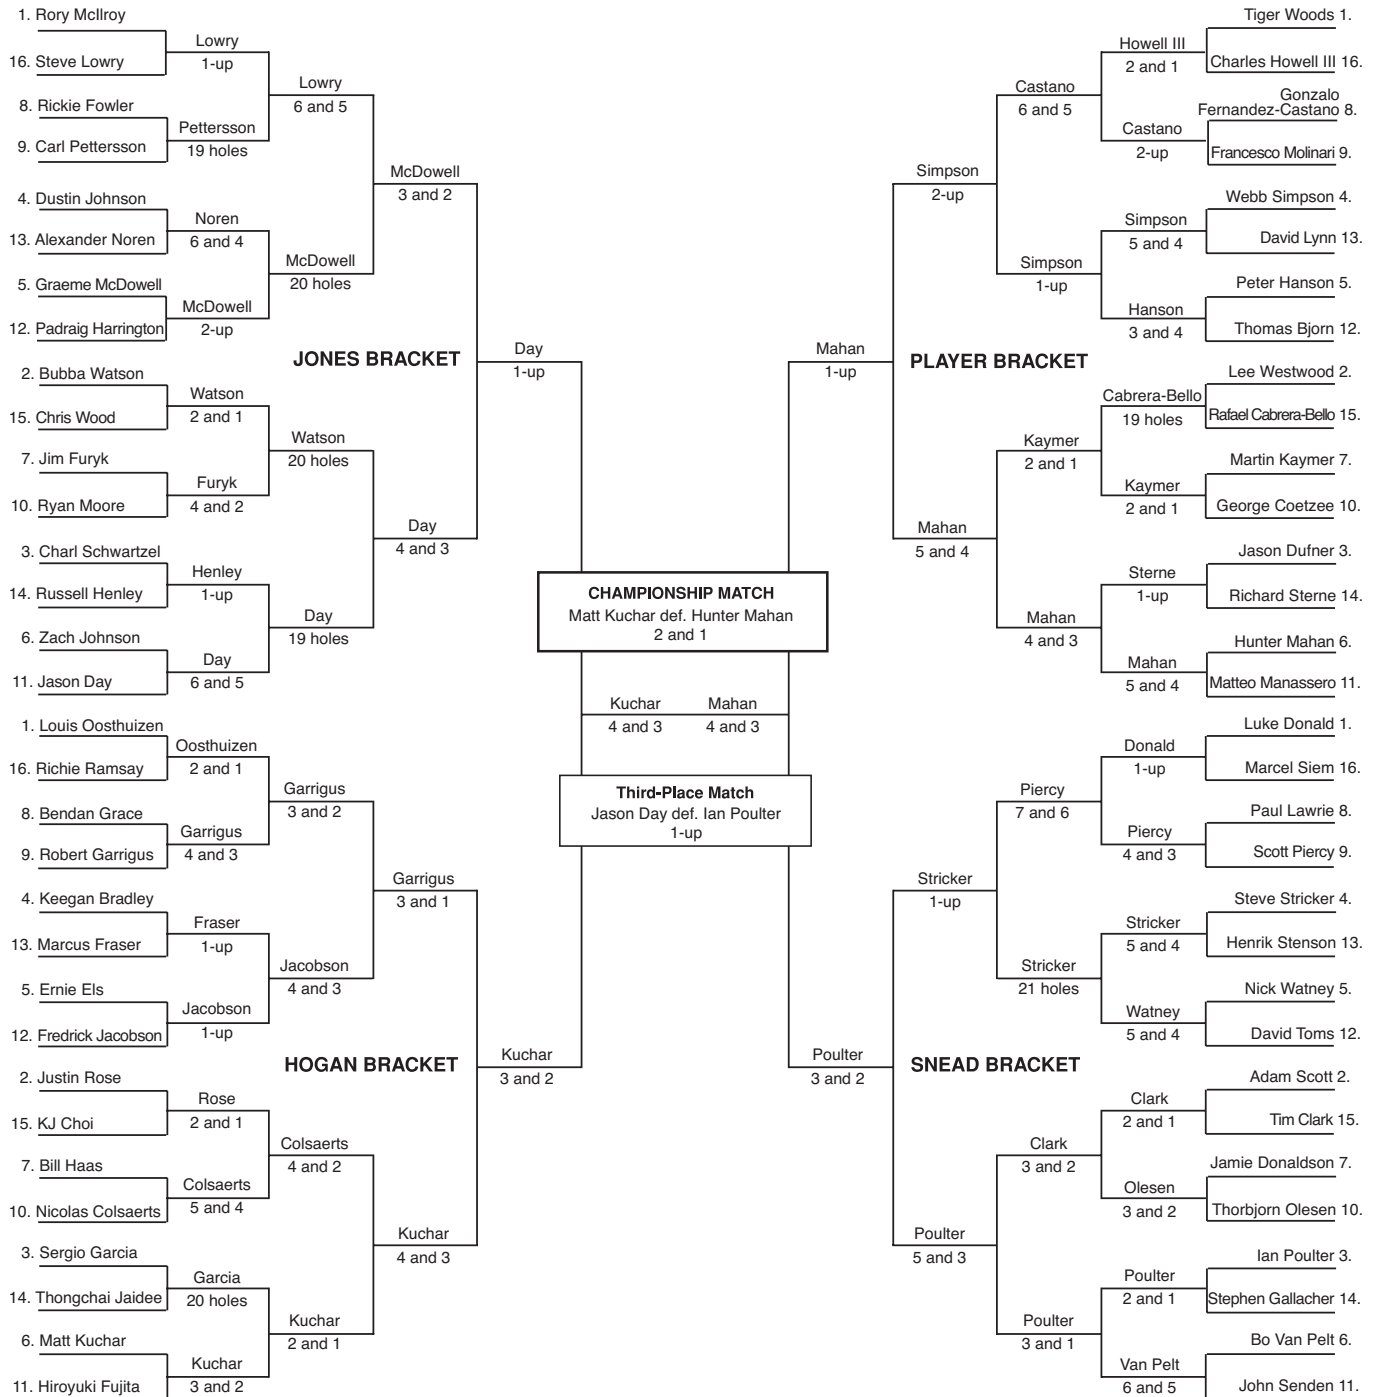 1. Rory McIlroy
Lowry
16. Steve Lowry
1-up
Lowry
6 and 5
8. Rickie Fowler
Pettersson
9. Carl Pettersson
19 holes
McDowell
3 and 2
4. Dustin Johnson
Noren
13. Alexander Noren
6 and 4
McDowell
20 holes
5. Graeme McDowell
McDowell
12. Padraig Harrington
2-up
JONES BRACKET
Day
1-up
2. Bubba Watson
Watson
15. Chris Wood
2 and 1
Watson
20 holes
7. Jim Furyk
Furyk
10. Ryan Moore
4 and 2
Day
4 and 3
3. Charl Schwartzel
Henley
14. Russell Henley
1-up
Day
19 holes
6. Zach Johnson
Day
11. Jason Day
6 and 5
1. Louis Oosthuizen
Oosthuizen
16. Richie Ramsay
2 and 1
Garrigus
3 and 2
8. Bendan Grace
Garrigus
9. Robert Garrigus
4 and 3
Garrigus
3 and 1
4. Keegan Bradley
Fraser
13. Marcus Fraser
1-up
Jacobson
4 and 3
5. Ernie Els
Jacobson
12. Fredrick Jacobson
1-up
HOGAN BRACKET
Kuchar
3 and 2
2. Justin Rose
Rose
15. KJ Choi
2 and 1
Colsaerts
4 and 2
7. Bill Haas
Colsaerts
10. Nicolas Colsaerts
5 and 4
Kuchar
4 and 3
3. Sergio Garcia
Garcia
14. Thongchai Jaidee
20 holes
Kuchar
2 and 1
6. Matt Kuchar
Kuchar
11. Hiroyuki Fujita
3 and 2
CHAMPIONSHIP MATCH
Matt Kuchar def. Hunter Mahan
2 and 1
Kuchar
4 and 3
Mahan
4 and 3
Third-Place Match
Jason Day def. Ian Poulter
1-up
Tiger Woods 1.
Howell III
2 and 1
Charles Howell III 16.
Castano
6 and 5
Gonzalo
Fernandez-Castano 8.
Castano
2-up
Francesco Molinari 9.
Simpson
2-up
Webb Simpson 4.
Simpson
5 and 4
David Lynn 13.
Simpson
1-up
Peter Hanson 5.
Hanson
3 and 4
Thomas Bjorn 12.
Mahan
1-up
PLAYER BRACKET
Lee Westwood 2.
Cabrera-Bello
19 holes
Rafael Cabrera-Bello 15.
Kaymer
2 and 1
Martin Kaymer 7.
Kaymer
2 and 1
George Coetzee 10.
Mahan
5 and 4
Jason Dufner 3.
Sterne
1-up
Richard Sterne 14.
Mahan
4 and 3
Hunter Mahan 6.
Mahan
5 and 4
Matteo Manassero 11.
Luke Donald 1.
Donald
1-up
Marcel Siem 16.
Piercy
7 and 6
Paul Lawrie 8.
Piercy
4 and 3
Scott Piercy 9.
Stricker
1-up
Steve Stricker 4.
Stricker
5 and 4
Henrik Stenson 13.
Stricker
21 holes
Nick Watney 5.
Watney
5 and 4
David Toms 12.
Poulter
3 and 2
SNEAD BRACKET
Adam Scott 2.
Clark
2 and 1
Tim Clark 15.
Clark
3 and 2
Jamie Donaldson 7.
Olesen
3 and 2
Thorbjorn Olesen 10.
Poulter
5 and 3
Ian Poulter 3.
Poulter
2 and 1
Stephen Gallacher 14.
Poulter
3 and 1
Bo Van Pelt 6.
Van Pelt
6 and 5
John Senden 11.